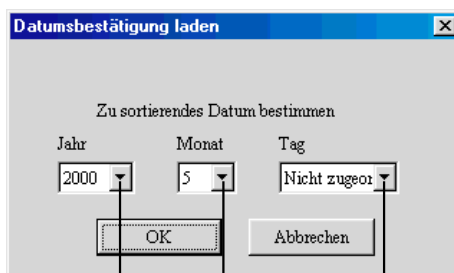 Datumsbestätigung laden
Zu sortierendes Datum bestimmen
Jahr Monat Tag
2000 5 Nicht zugeor
OK Abbrechen